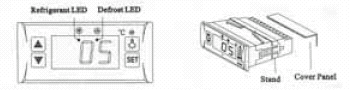 Refrigerant LED Defrost LED
05
°C
SET
05
Stand
Cover Panel